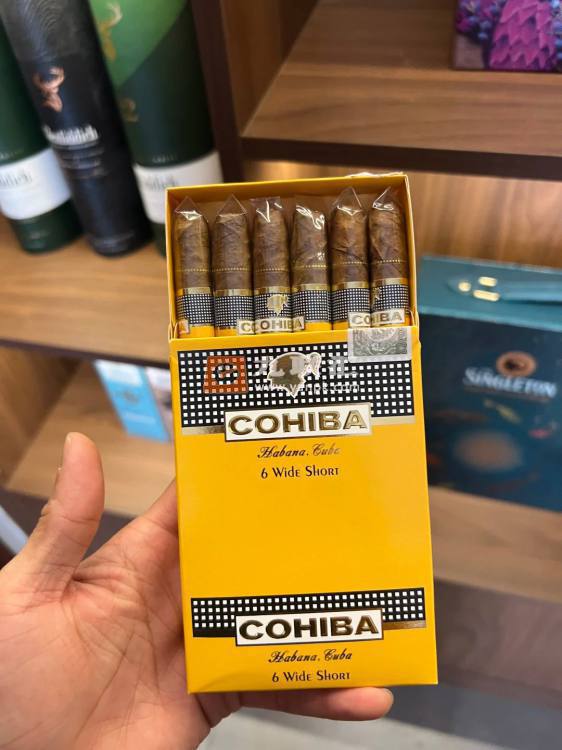 COHIBA
COHIBA
COHIBA
Habana, Cuba
6 WIDE SHORT
COHIBA
Habana, Cuba
6 WIDE SHORT
SINGLETON